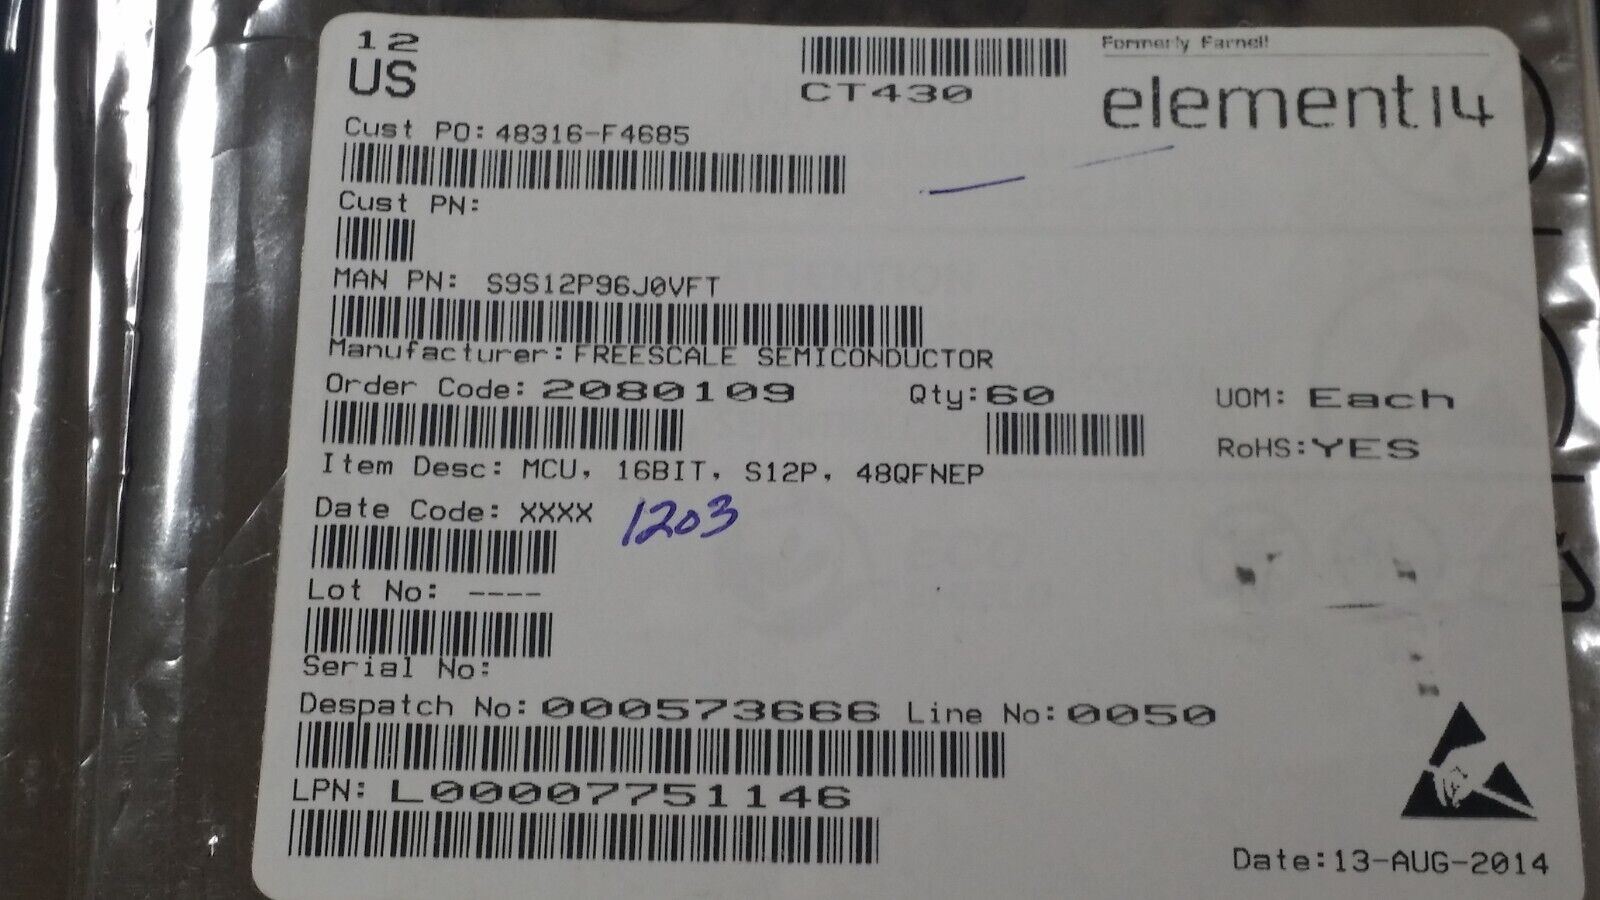 12
US
CT430
Formerly Farnell
element14
Cust PO: 48316-F4685
Cust PN:
MAN PN: S9S12P96J0VFT
Manufacturer: FREESCALE SEMICONDUCTOR
Order Code: 2080109 Qty: 60 UOM: Each
RoHS: YES
Item Desc: MCU, 16BIT, S12P, 48QFNEP
Date Code: XXXX 1203
Lot No: ----
Serial No:
Despatch No: 000573666 Line No: 0050
LPN: L00007751146
Date: 13-AUG-2014